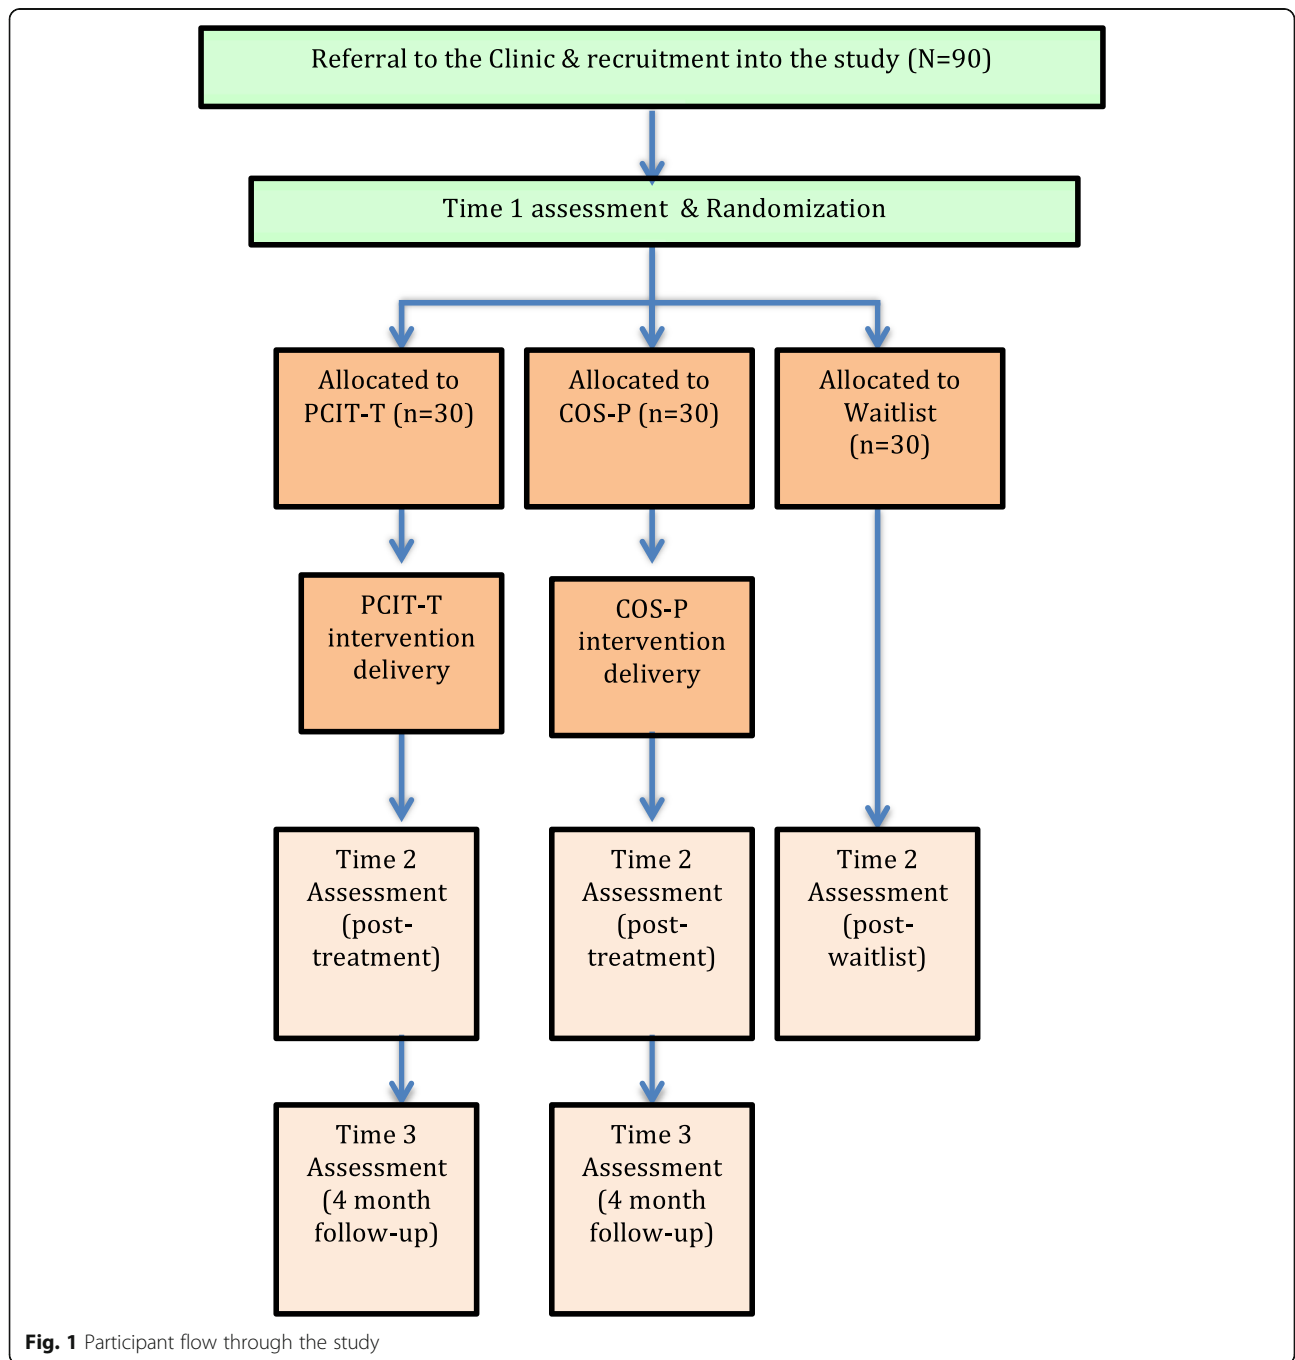 Referral to the Clinic & recruitment into the study (N=90)
Time 1 assessment & Randomization
Allocated to
PCIT-T (n=30)
Allocated to
COS-P (n=30)
Allocated to
Waitlist
(n=30)
PCIT-T
intervention
delivery
COS-P
intervention
delivery
Time 2
Assessment
(post-
treatment)
Time 2
Assessment
(post-
treatment)
Time 2
Assessment
(post-
waitlist)
Time 3
Assessment
(4 month
follow-up)
Time 3
Assessment
(4 month
follow-up)
Fig. 1 Participant flow through the study